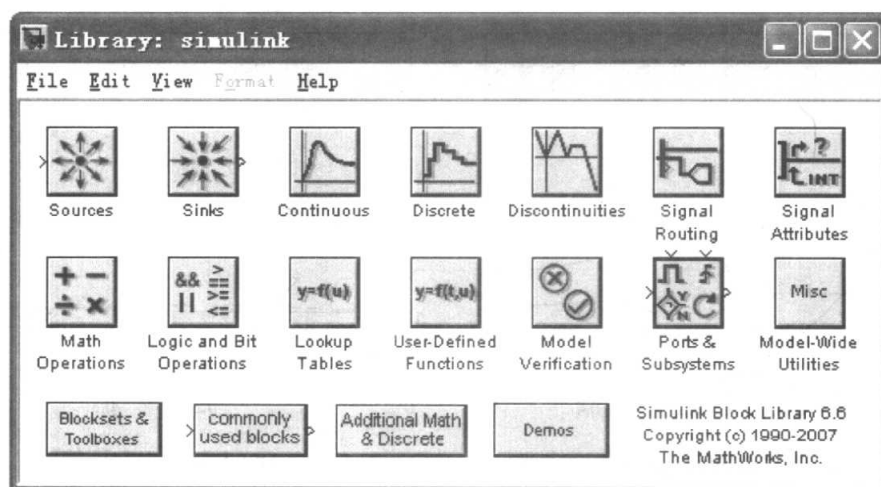 Library: simulink
File Edit View Format Help
Sources
Sinks
Continuous
Discrete
Discontinuities
Signal
Routing
?
INT
Signal
Attributes
+ −
÷ ×
Math
Operations
&& >
==
|| >=
<=
Logic and Bit
Operations
y=f(u)
Lookup
Tables
y=f(t,u)
User-Defined
Functions
Model
Verification
Y
N
Ports &
Subsystems
Misc
Model-Wide
Utilities
Blocksets &
Toolboxes
commonly
used blocks
Additional Math
& Discrete
Demos
Simulink Block Library 6.6
Copyright (c) 1990-2007
The MathWorks, Inc.